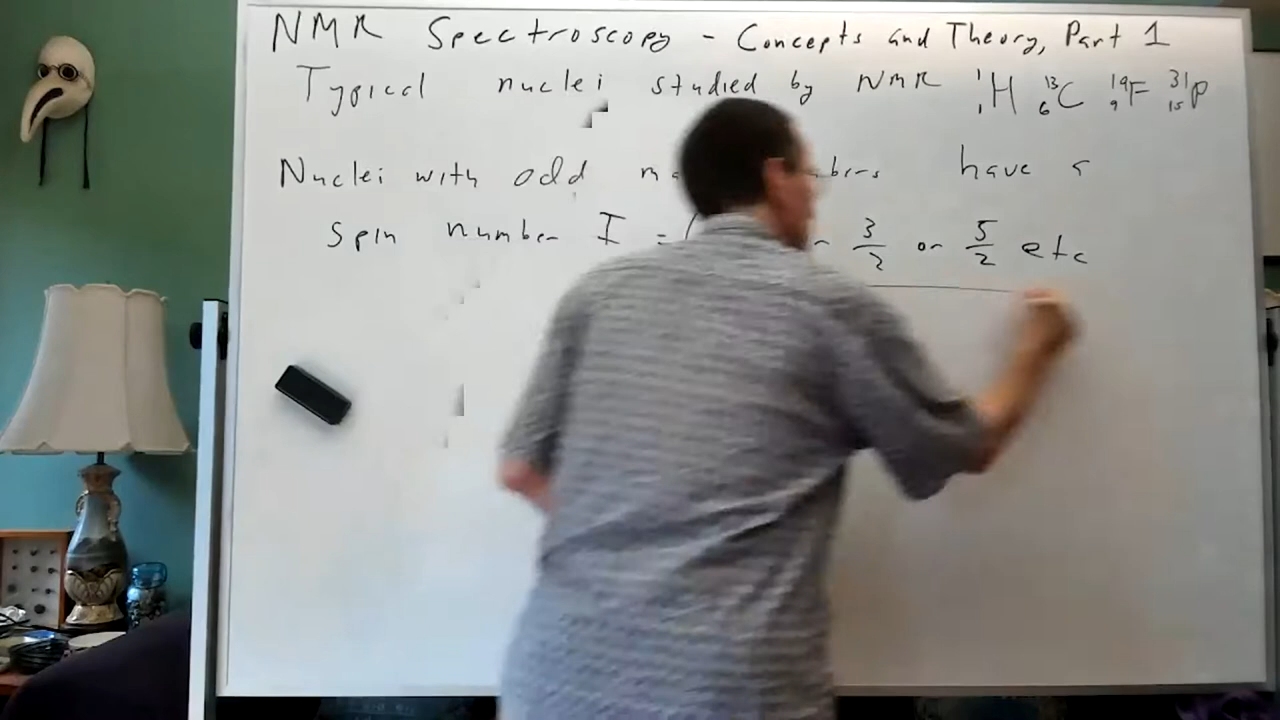 NMR Spectroscopy - Concepts and Theory, Part 1
Typical nuclei studied by NMR ¹₁H ¹³₆C ¹⁹₉F ³¹₁₅P
Nuclei with odd have a
spin number I = 3/2 or 5/2 etc